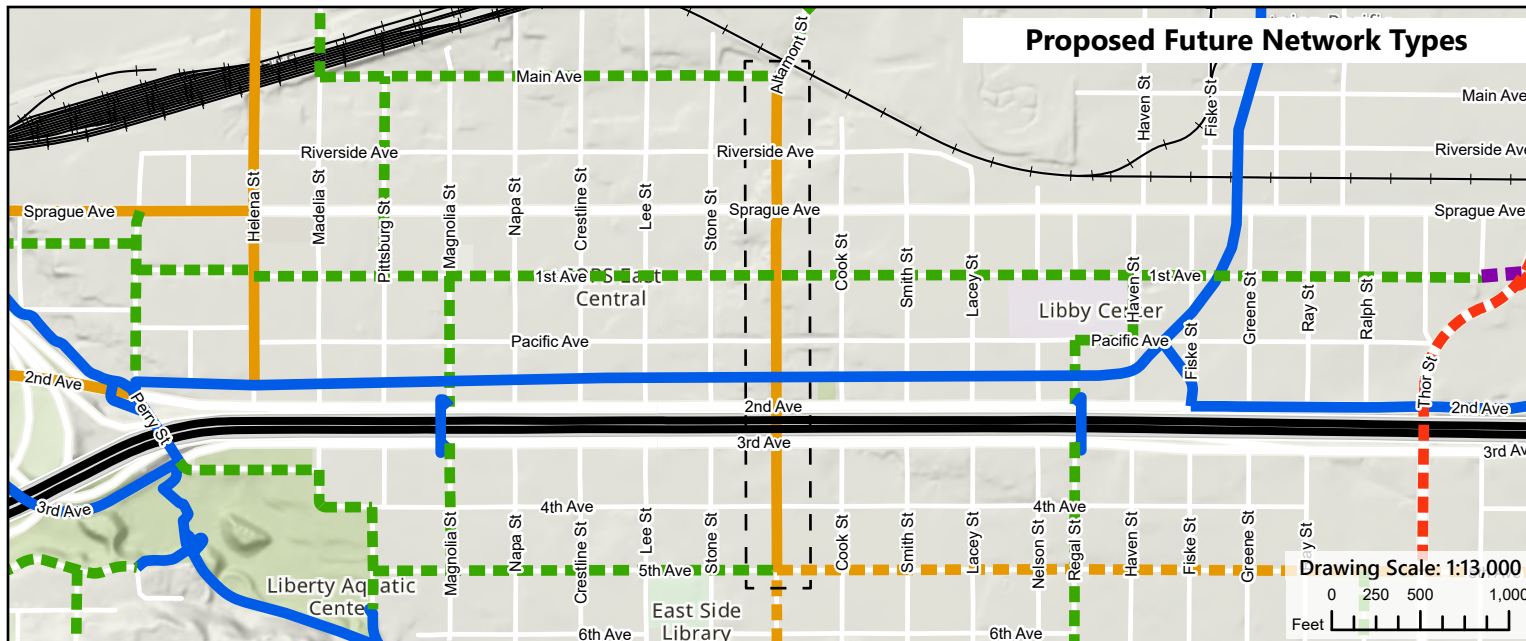 Proposed Future Network Types
Altamont St
Main Ave
Haven St
Fiske St
Main Ave
Riverside Ave
Riverside Ave
Riverside Ave
Sprague Ave
Helena St
Madelia St
Pittsburg St
Magnolia St
Napa St
Crestline St
Lee St
Stone St
Sprague Ave
Sprague Ave
1st Ave
East
Central
Cook St
Smith St
Lacey St
Haven St
1st Ave
Greene St
Ray St
Ralph St
Libby Center
Pacific Ave
Pacific Ave
Fiske St
Thor St
2nd Ave
Perry St
2nd Ave
2nd Ave
3rd Ave
3rd Av
3rd Ave
4th Ave
4th Ave
Magnolia St
Napa St
Crestline St
Lee St
Stone St
Cook St
Smith St
Lacey St
Nelson St
Regal St
Haven St
Fiske St
Greene St
ay St
5th Ave
Liberty Aquatic
Center
East Side
Library
6th Ave
6th Ave
Drawing Scale: 1:13,000
0 250 500 1,000
Feet